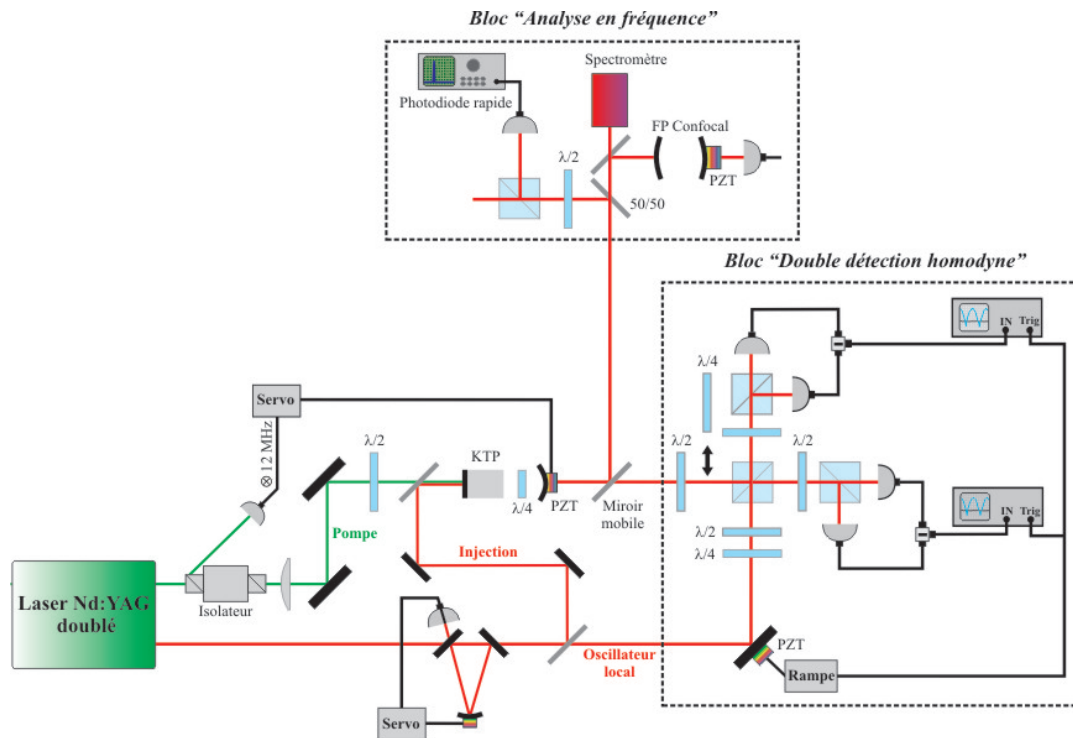 Bloc “Analyse en fréquence”
Spectromètre
Photodiode rapide
FP Confocal
λ/2
PZT
50/50
Bloc “Double détection homodyne”
IN Trig
λ/4
Servo
⊗12 MHz
λ/2
KTP
λ/2
λ/2
λ/4
PZT
Miroir
mobile
IN Trig
Pompe
λ/2
λ/4
Injection
Isolateur
Laser Nd:YAG
doublé
Oscillateur
local
PZT
Rampe
Servo